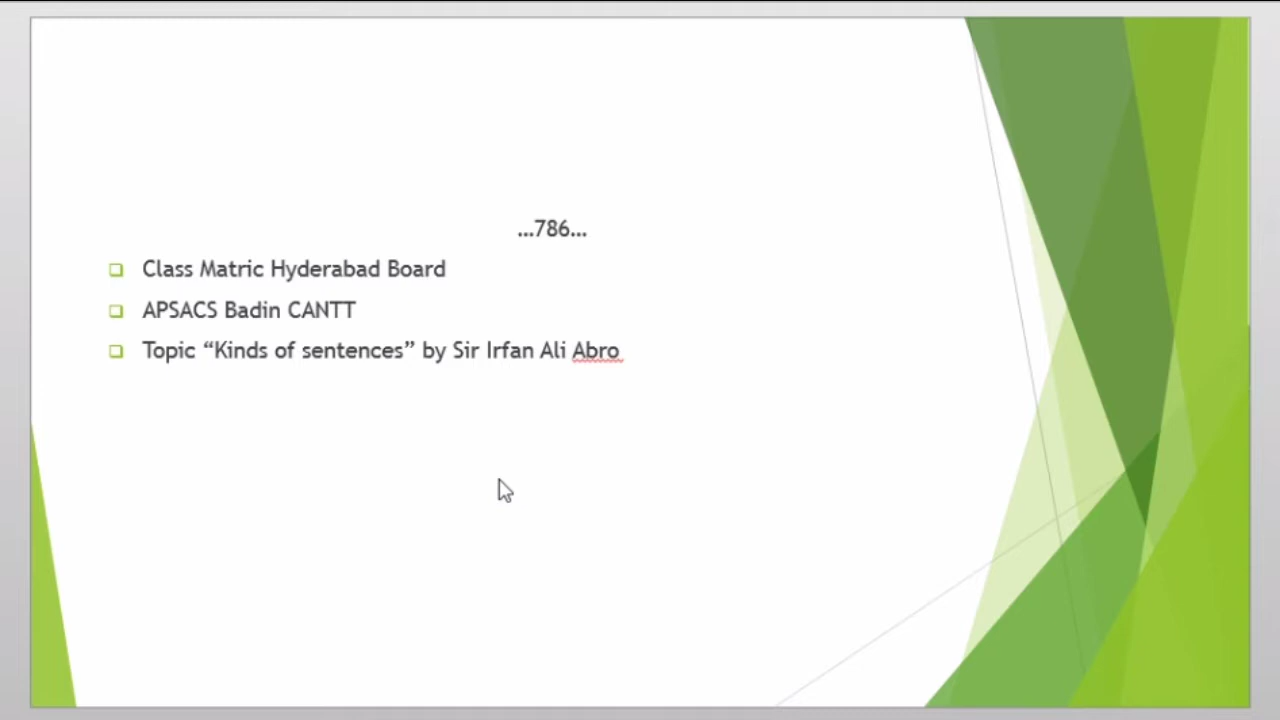 ...786...
Class Matric Hyderabad Board
APSACS Badin CANTT
Topic “Kinds of sentences” by Sir Irfan Ali Abro